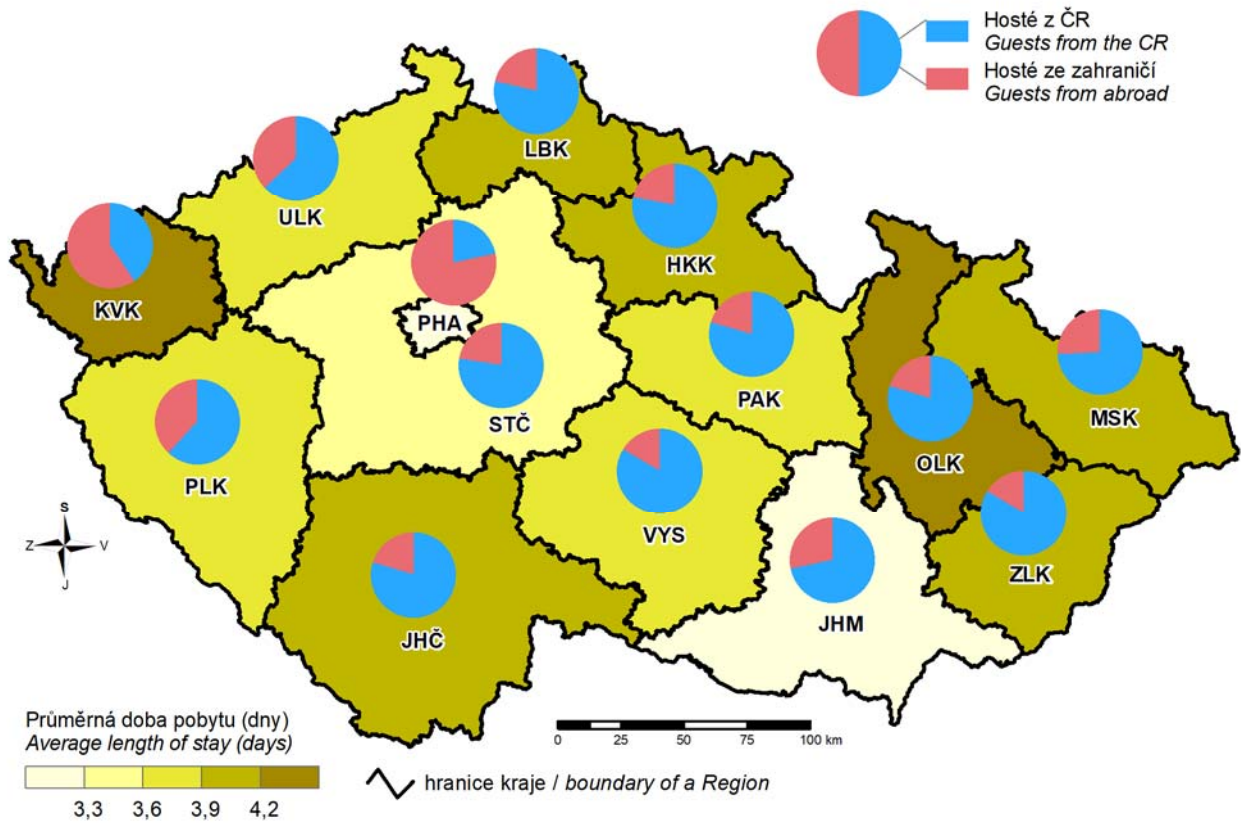 Hosté z ČR
Guests from the CR
Hosté ze zahraničí
Guests from abroad
LBK
ULK
HKK
KVK
PHA
PAK
MSK
STČ
OLK
PLK
VYS
ZLK
JHČ
JHM
S
Z
V
J
Průměrná doba pobytu (dny)
Average length of stay (days)
3,3 3,6 3,9 4,2
hranice kraje / boundary of a Region
0 25 50 75 100 km